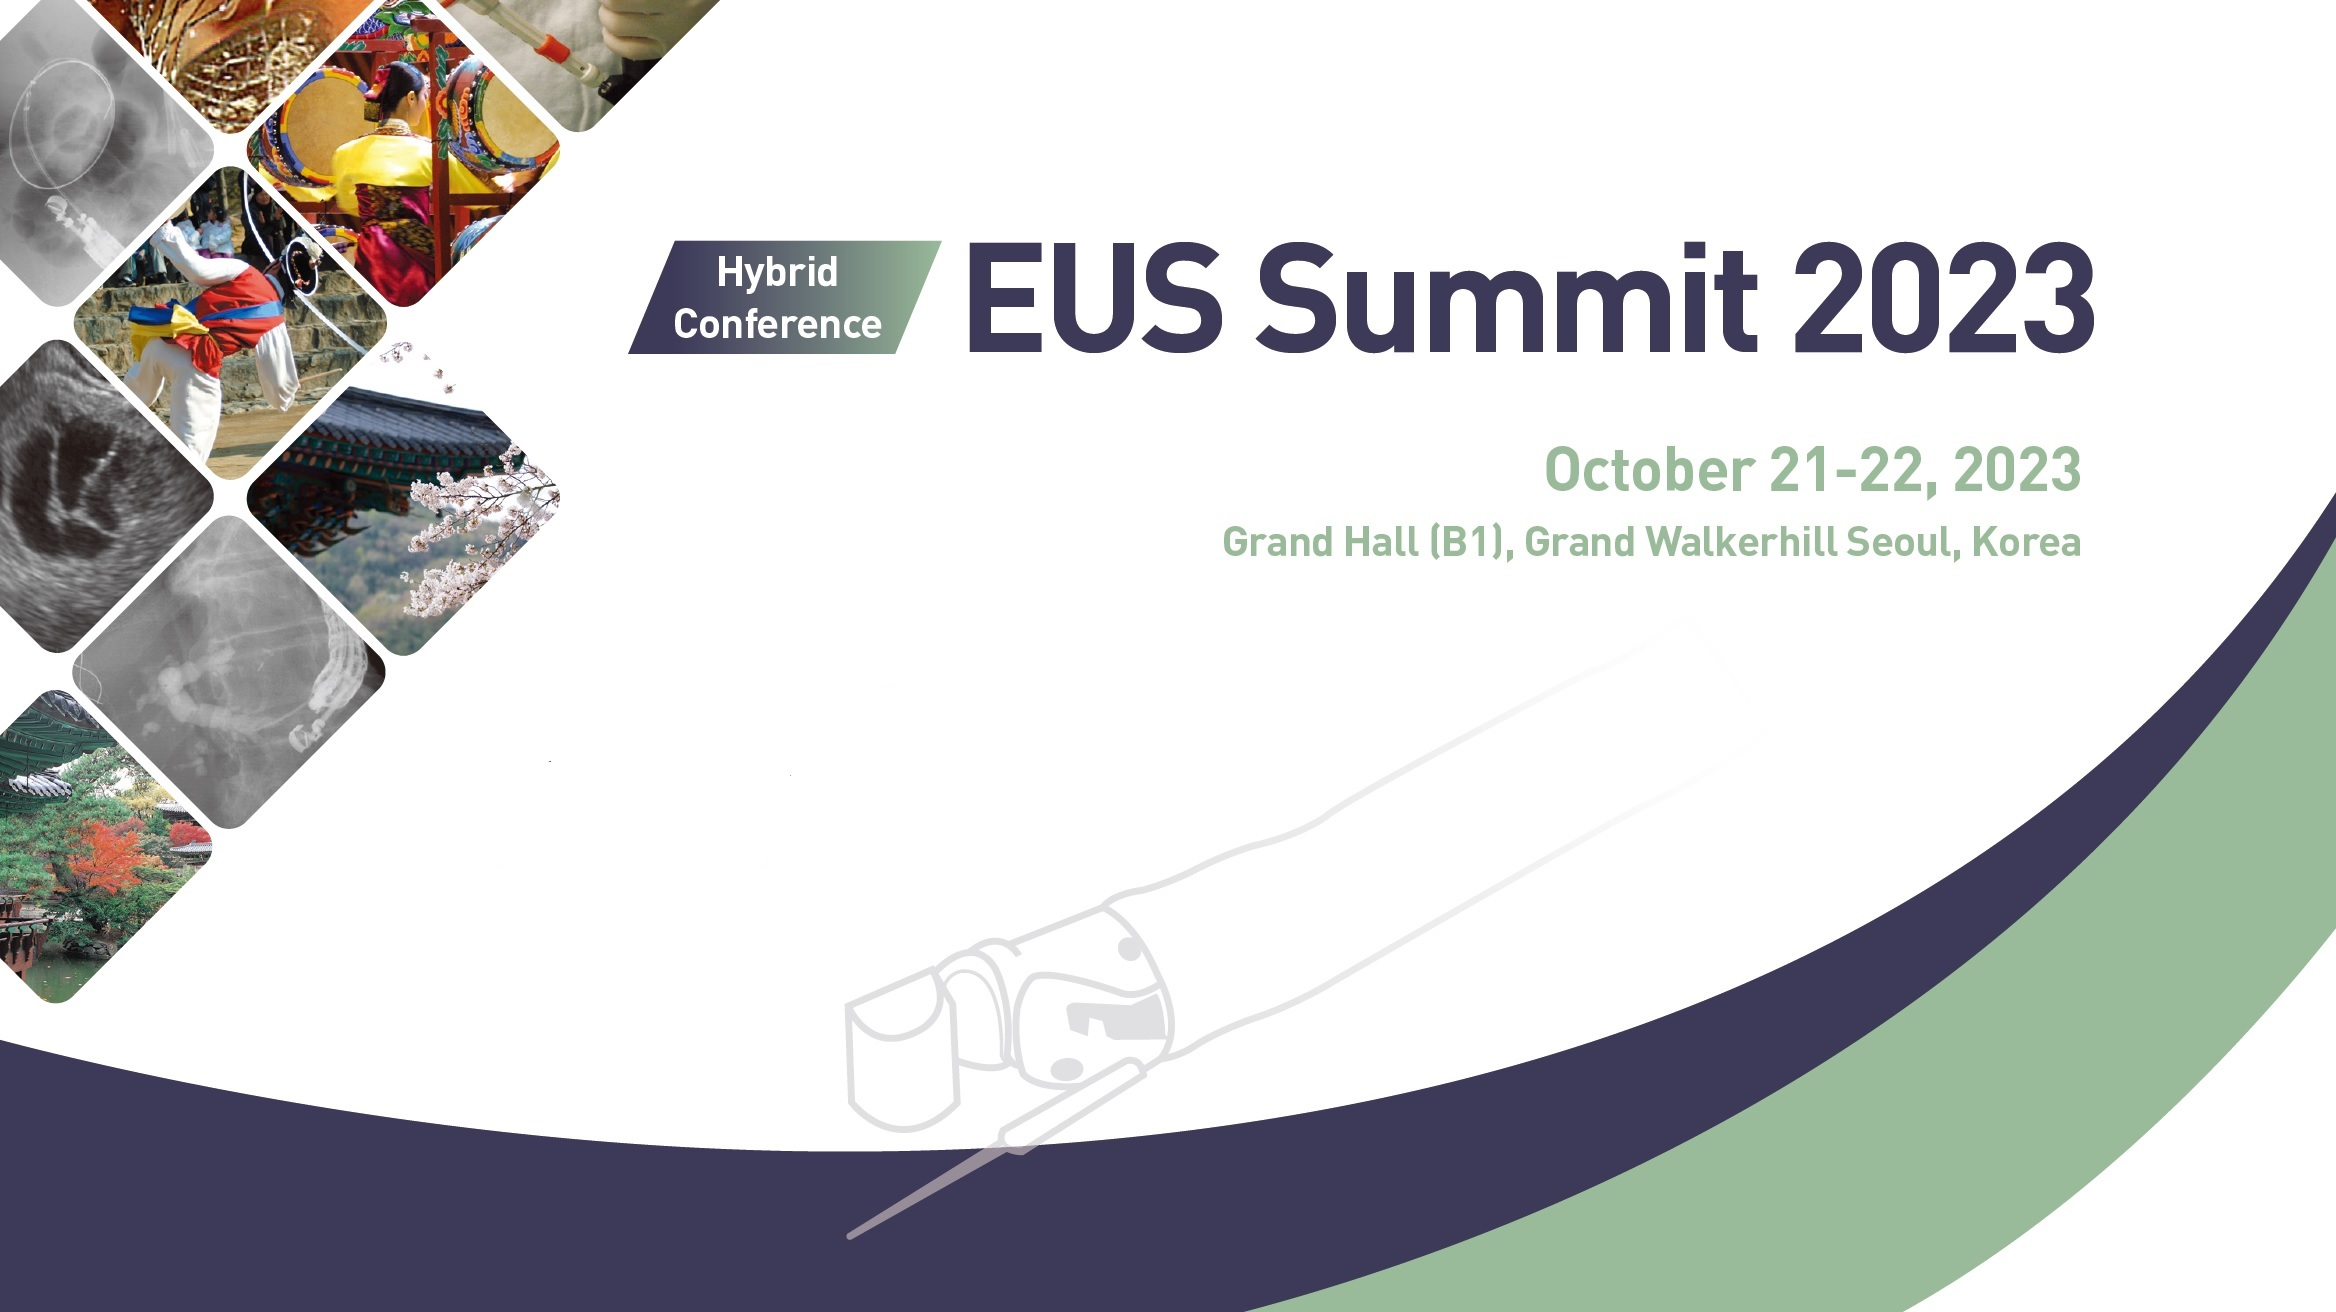 Hybrid
Conference
EUS Summit 2023
October 21-22, 2023
Grand Hall (B1), Grand Walkerhill Seoul, Korea